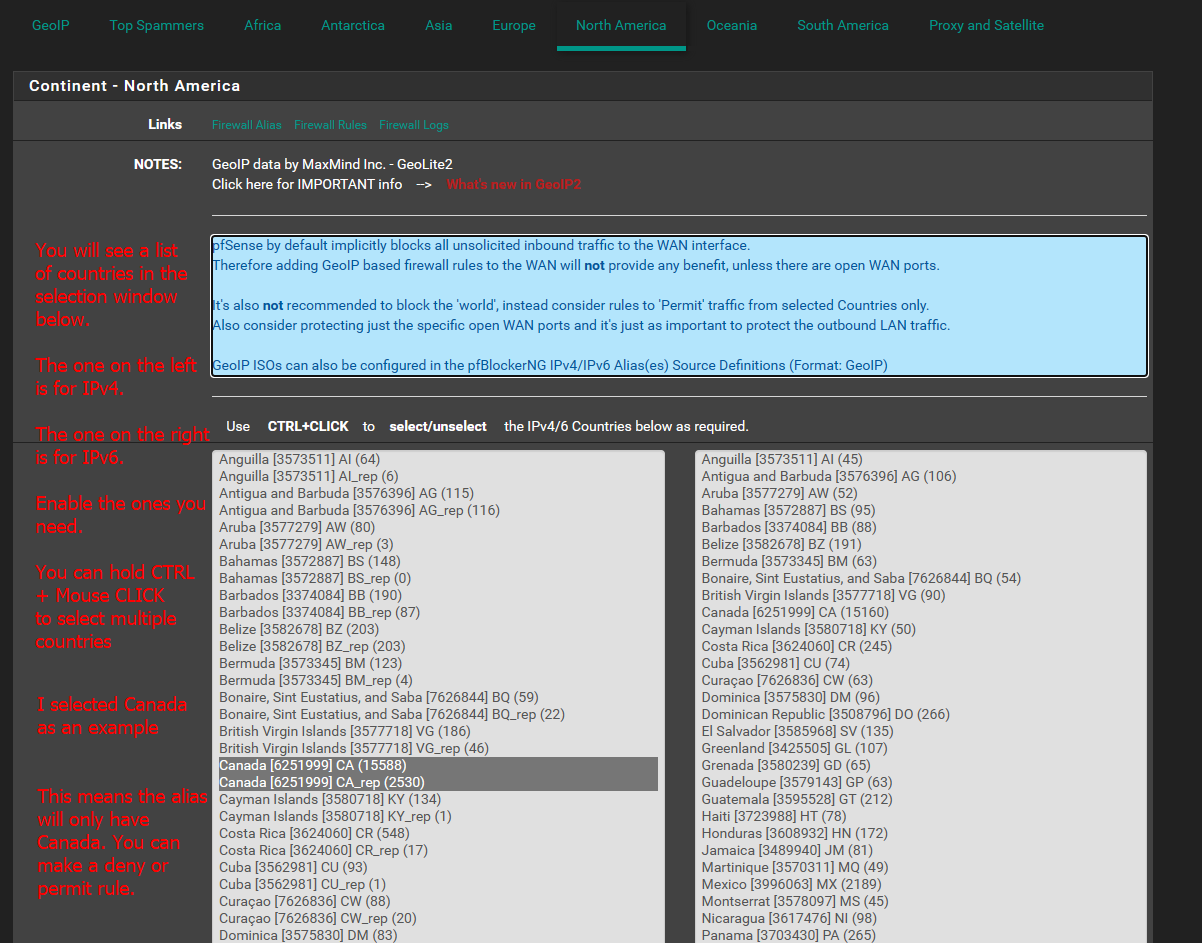 GeoIP Top Spammers Africa Antarctica Asia Europe North America Oceania South America Proxy and Satellite
Continent - North America
Links Firewall Alias Firewall Rules Firewall Logs
NOTES: GeoIP data by MaxMind Inc. - GeoLite2
Click here for IMPORTANT info --> What's new in GeoIP2
pfSense by default implicitly blocks all unsolicited inbound traffic to the WAN interface.
Therefore adding GeoIP based firewall rules to the WAN will not provide any benefit, unless there are open WAN ports.
It's also not recommended to block the 'world', instead consider rules to 'Permit' traffic from selected Countries only.
Also consider protecting just the specific open WAN ports and it's just as important to protect the outbound LAN traffic.
GeoIP ISOs can also be configured in the pfBlockerNG IPv4/IPv6 Alias(es) Source Definitions (Format: GeoIP)
Use CTRL+CLICK to select/unselect the IPv4/6 Countries below as required.
You will see a list
of countries in the
selection window
below.
The one on the left
is for IPv4.
The one on the right
is for IPv6.
Enable the ones you
need.
You can hold CTRL
+ Mouse CLICK
to select multiple
countries
I selected Canada
as an example
This means the alias
will only have
Canada. You can
make a deny or
permit rule.
Anguilla [3573511] AI (64)
Anguilla [3573511] AI_rep (6)
Antigua and Barbuda [3576396] AG (115)
Antigua and Barbuda [3576396] AG_rep (116)
Aruba [3577279] AW (80)
Aruba [3577279] AW_rep (3)
Bahamas [3572887] BS (148)
Bahamas [3572887] BS_rep (0)
Barbados [3374084] BB (190)
Barbados [3374084] BB_rep (87)
Belize [3582678] BZ (203)
Belize [3582678] BZ_rep (203)
Bermuda [3573345] BM (123)
Bermuda [3573345] BM_rep (4)
Bonaire, Sint Eustatius, and Saba [7626844] BQ (59)
Bonaire, Sint Eustatius, and Saba [7626844] BQ_rep (22)
British Virgin Islands [3577718] VG (186)
British Virgin Islands [3577718] VG_rep (46)
Canada [6251999] CA (15588)
Canada [6251999] CA_rep (2530)
Cayman Islands [3580718] KY (134)
Cayman Islands [3580718] KY_rep (1)
Costa Rica [3624060] CR (548)
Costa Rica [3624060] CR_rep (17)
Cuba [3562981] CU (93)
Cuba [3562981] CU_rep (1)
Curaçao [7626836] CW (88)
Curaçao [7626836] CW_rep (20)
Dominica [3575830] DM (83)
Anguilla [3573511] AI (45)
Antigua and Barbuda [3576396] AG (106)
Aruba [3577279] AW (52)
Bahamas [3572887] BS (95)
Barbados [3374084] BB (88)
Belize [3582678] BZ (191)
Bermuda [3573345] BM (63)
Bonaire, Sint Eustatius, and Saba [7626844] BQ (54)
British Virgin Islands [3577718] VG (90)
Canada [6251999] CA (15160)
Cayman Islands [3580718] KY (50)
Costa Rica [3624060] CR (245)
Cuba [3562981] CU (74)
Curaçao [7626836] CW (63)
Dominica [3575830] DM (96)
Dominican Republic [3508796] DO (266)
El Salvador [3585968] SV (135)
Greenland [3425505] GL (107)
Grenada [3580239] GD (65)
Guadeloupe [3579143] GP (63)
Guatemala [3595528] GT (212)
Haiti [3723988] HT (78)
Honduras [3608932] HN (172)
Jamaica [3489940] JM (81)
Martinique [3570311] MQ (49)
Mexico [3996063] MX (2189)
Montserrat [3578097] MS (45)
Nicaragua [3617476] NI (98)
Panama [3703430] PA (265)